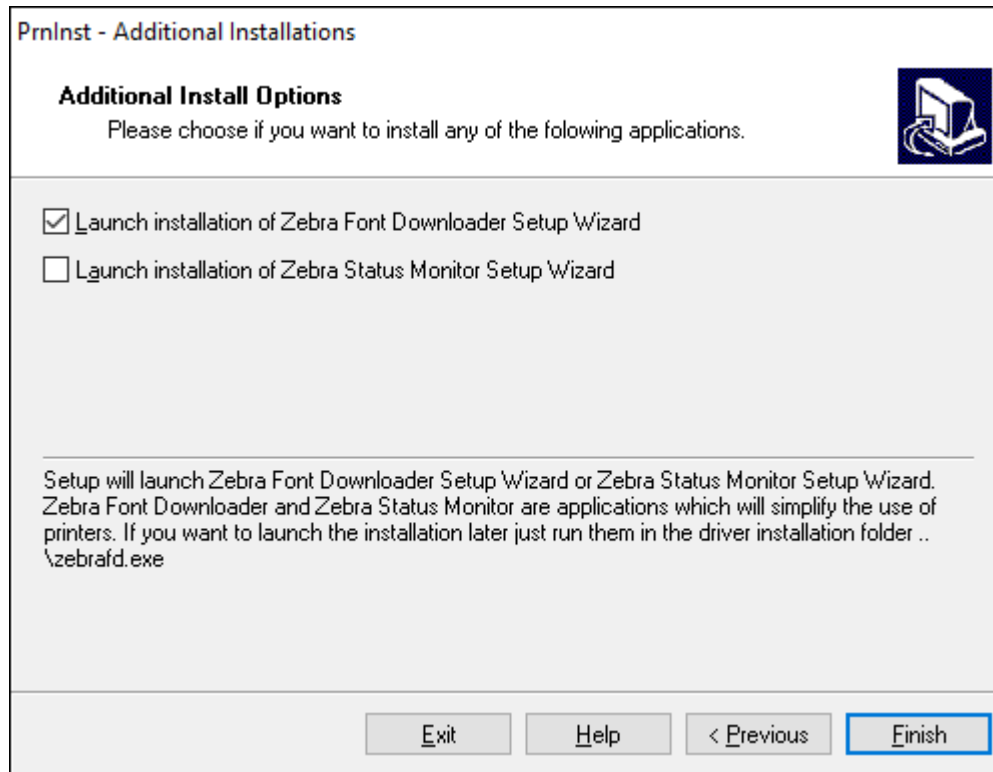 PrnInst - Additional Installations
Additional Install Options
Please choose if you want to install any of the folowing applications.
Launch installation of Zebra Font Downloader Setup Wizard
Launch installation of Zebra Status Monitor Setup Wizard
Setup will launch Zebra Font Downloader Setup Wizard or Zebra Status Monitor Setup Wizard.
Zebra Font Downloader and Zebra Status Monitor are applications which will simplify the use of
printers. If you want to launch the installation later just run them in the driver installation folder ..
\zebrafd.exe
Exit
Help
< Previous
Finish